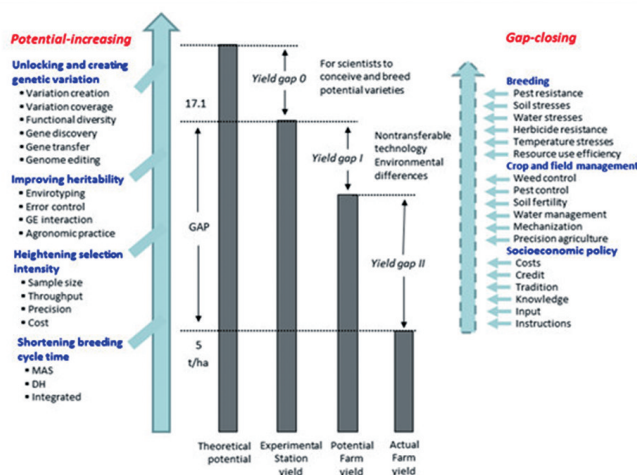 Potential-increasing
Unlocking and creating
genetic variation
▪ Variation creation
▪ Variation coverage
▪ Functional diversity
▪ Gene discovery
▪ Gene transfer
▪ Genome editing
Improving heritability
▪ Envirotyping
▪ Error control
▪ GE interaction
▪ Agronomic practice
Heightening selection
intensity
▪ Sample size
▪ Throughput
▪ Precision
▪ Cost
Shortening breeding
cycle time
▪ MAS
▪ DH
▪ Integrated
17.1
GAP
5
t/ha
Yield gap 0
For scientists to
conceive and breed
potential varieties
Yield gap I
Nontransferable
technology
Environmental
differences
Yield gap II
Theoretical
potential
Experimental
Station
yield
Potential
Farm
yield
Actual
Farm
yield
Gap-closing
Breeding
Pest resistance
Soil stresses
Water stresses
Herbicide resistance
Temperature stresses
Resource use efficiency
Crop and field management
Weed control
Pest control
Soil fertility
Water management
Mechanization
Precision agriculture
Socioeconomic policy
Costs
Credit
Tradition
Knowledge
Input
Instructions